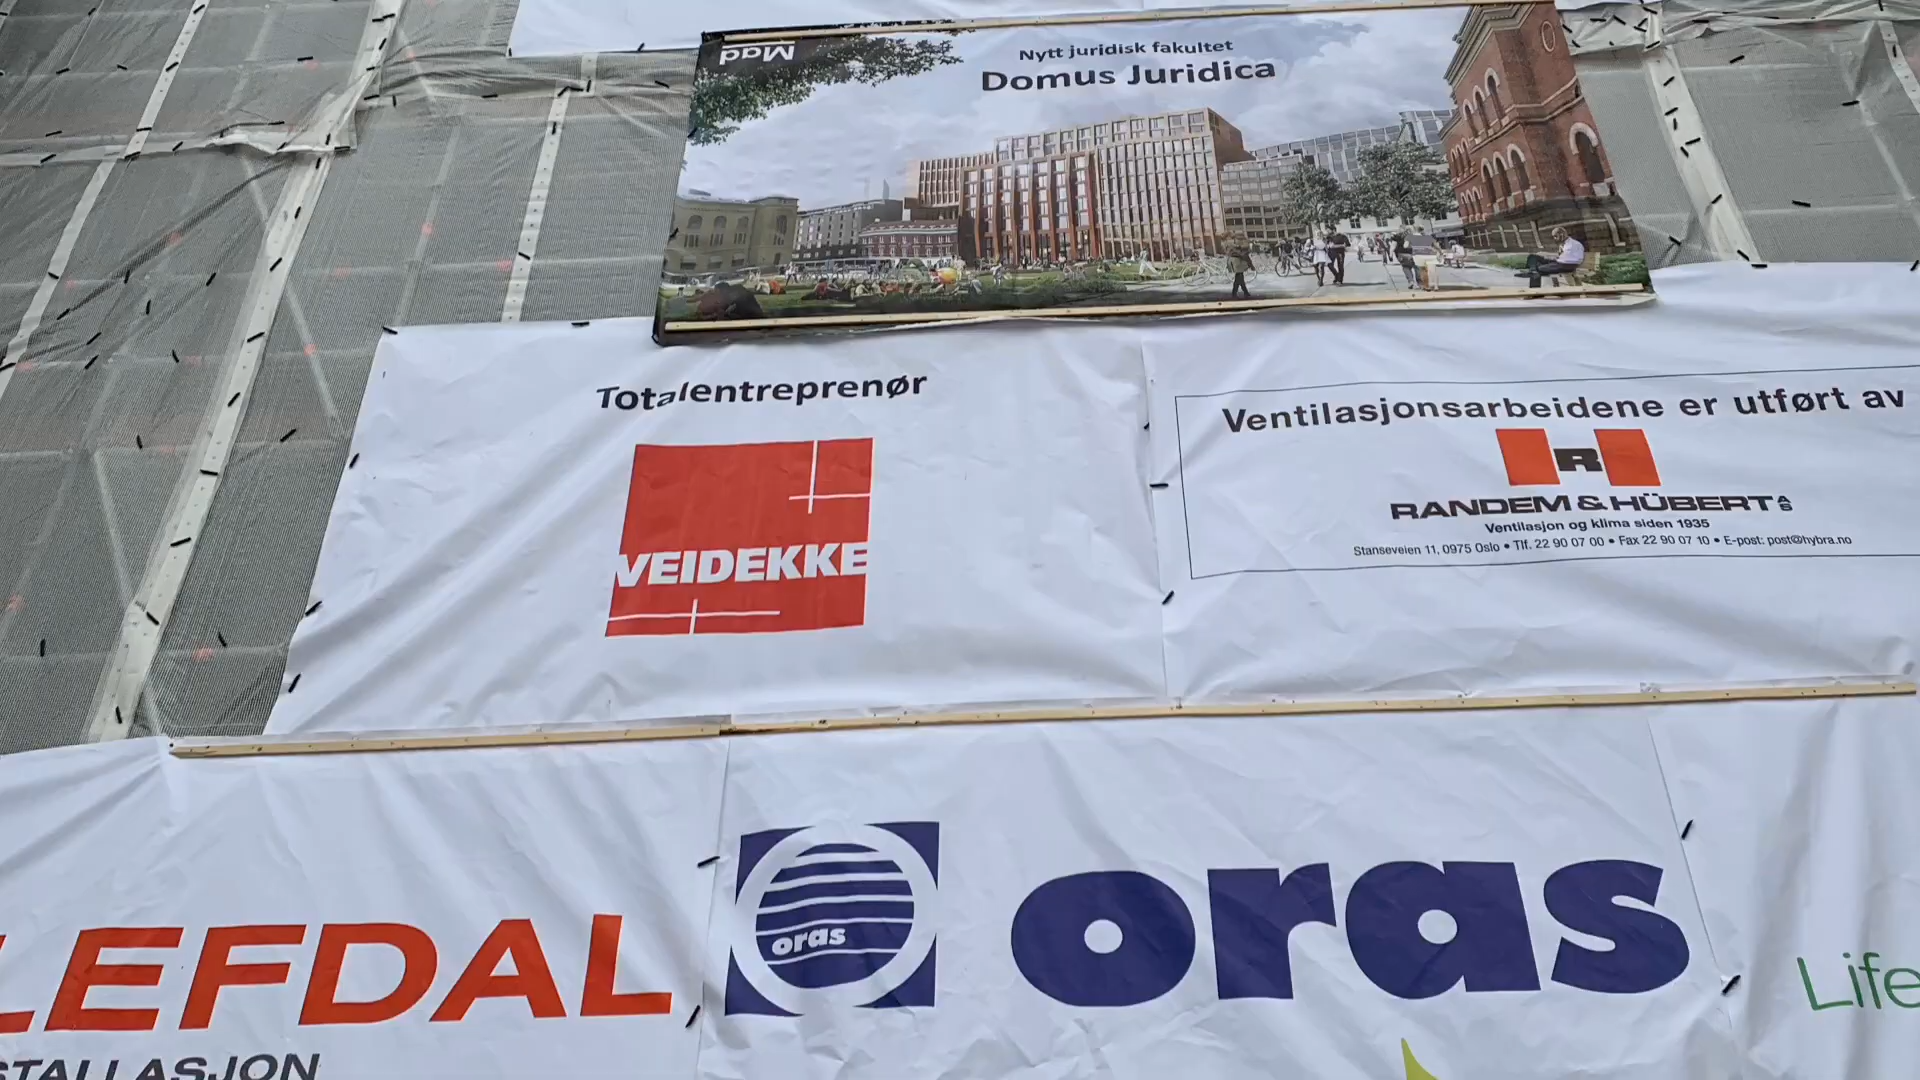 Mad
Nytt juridisk fakultet
Domus Juridica
Totalentreprenør
VEIDEKKE
Ventilasjonsarbeidene er utført av
R
RANDEM & HÜBERT AS
Ventilasjon og klima siden 1935
Stanseveien 11, 0975 Oslo • Tlf. 22 90 07 00 • Fax 22 90 07 10 • E-post: post@hybra.no
LEFDAL
STALLASJON
oras
oras
Life